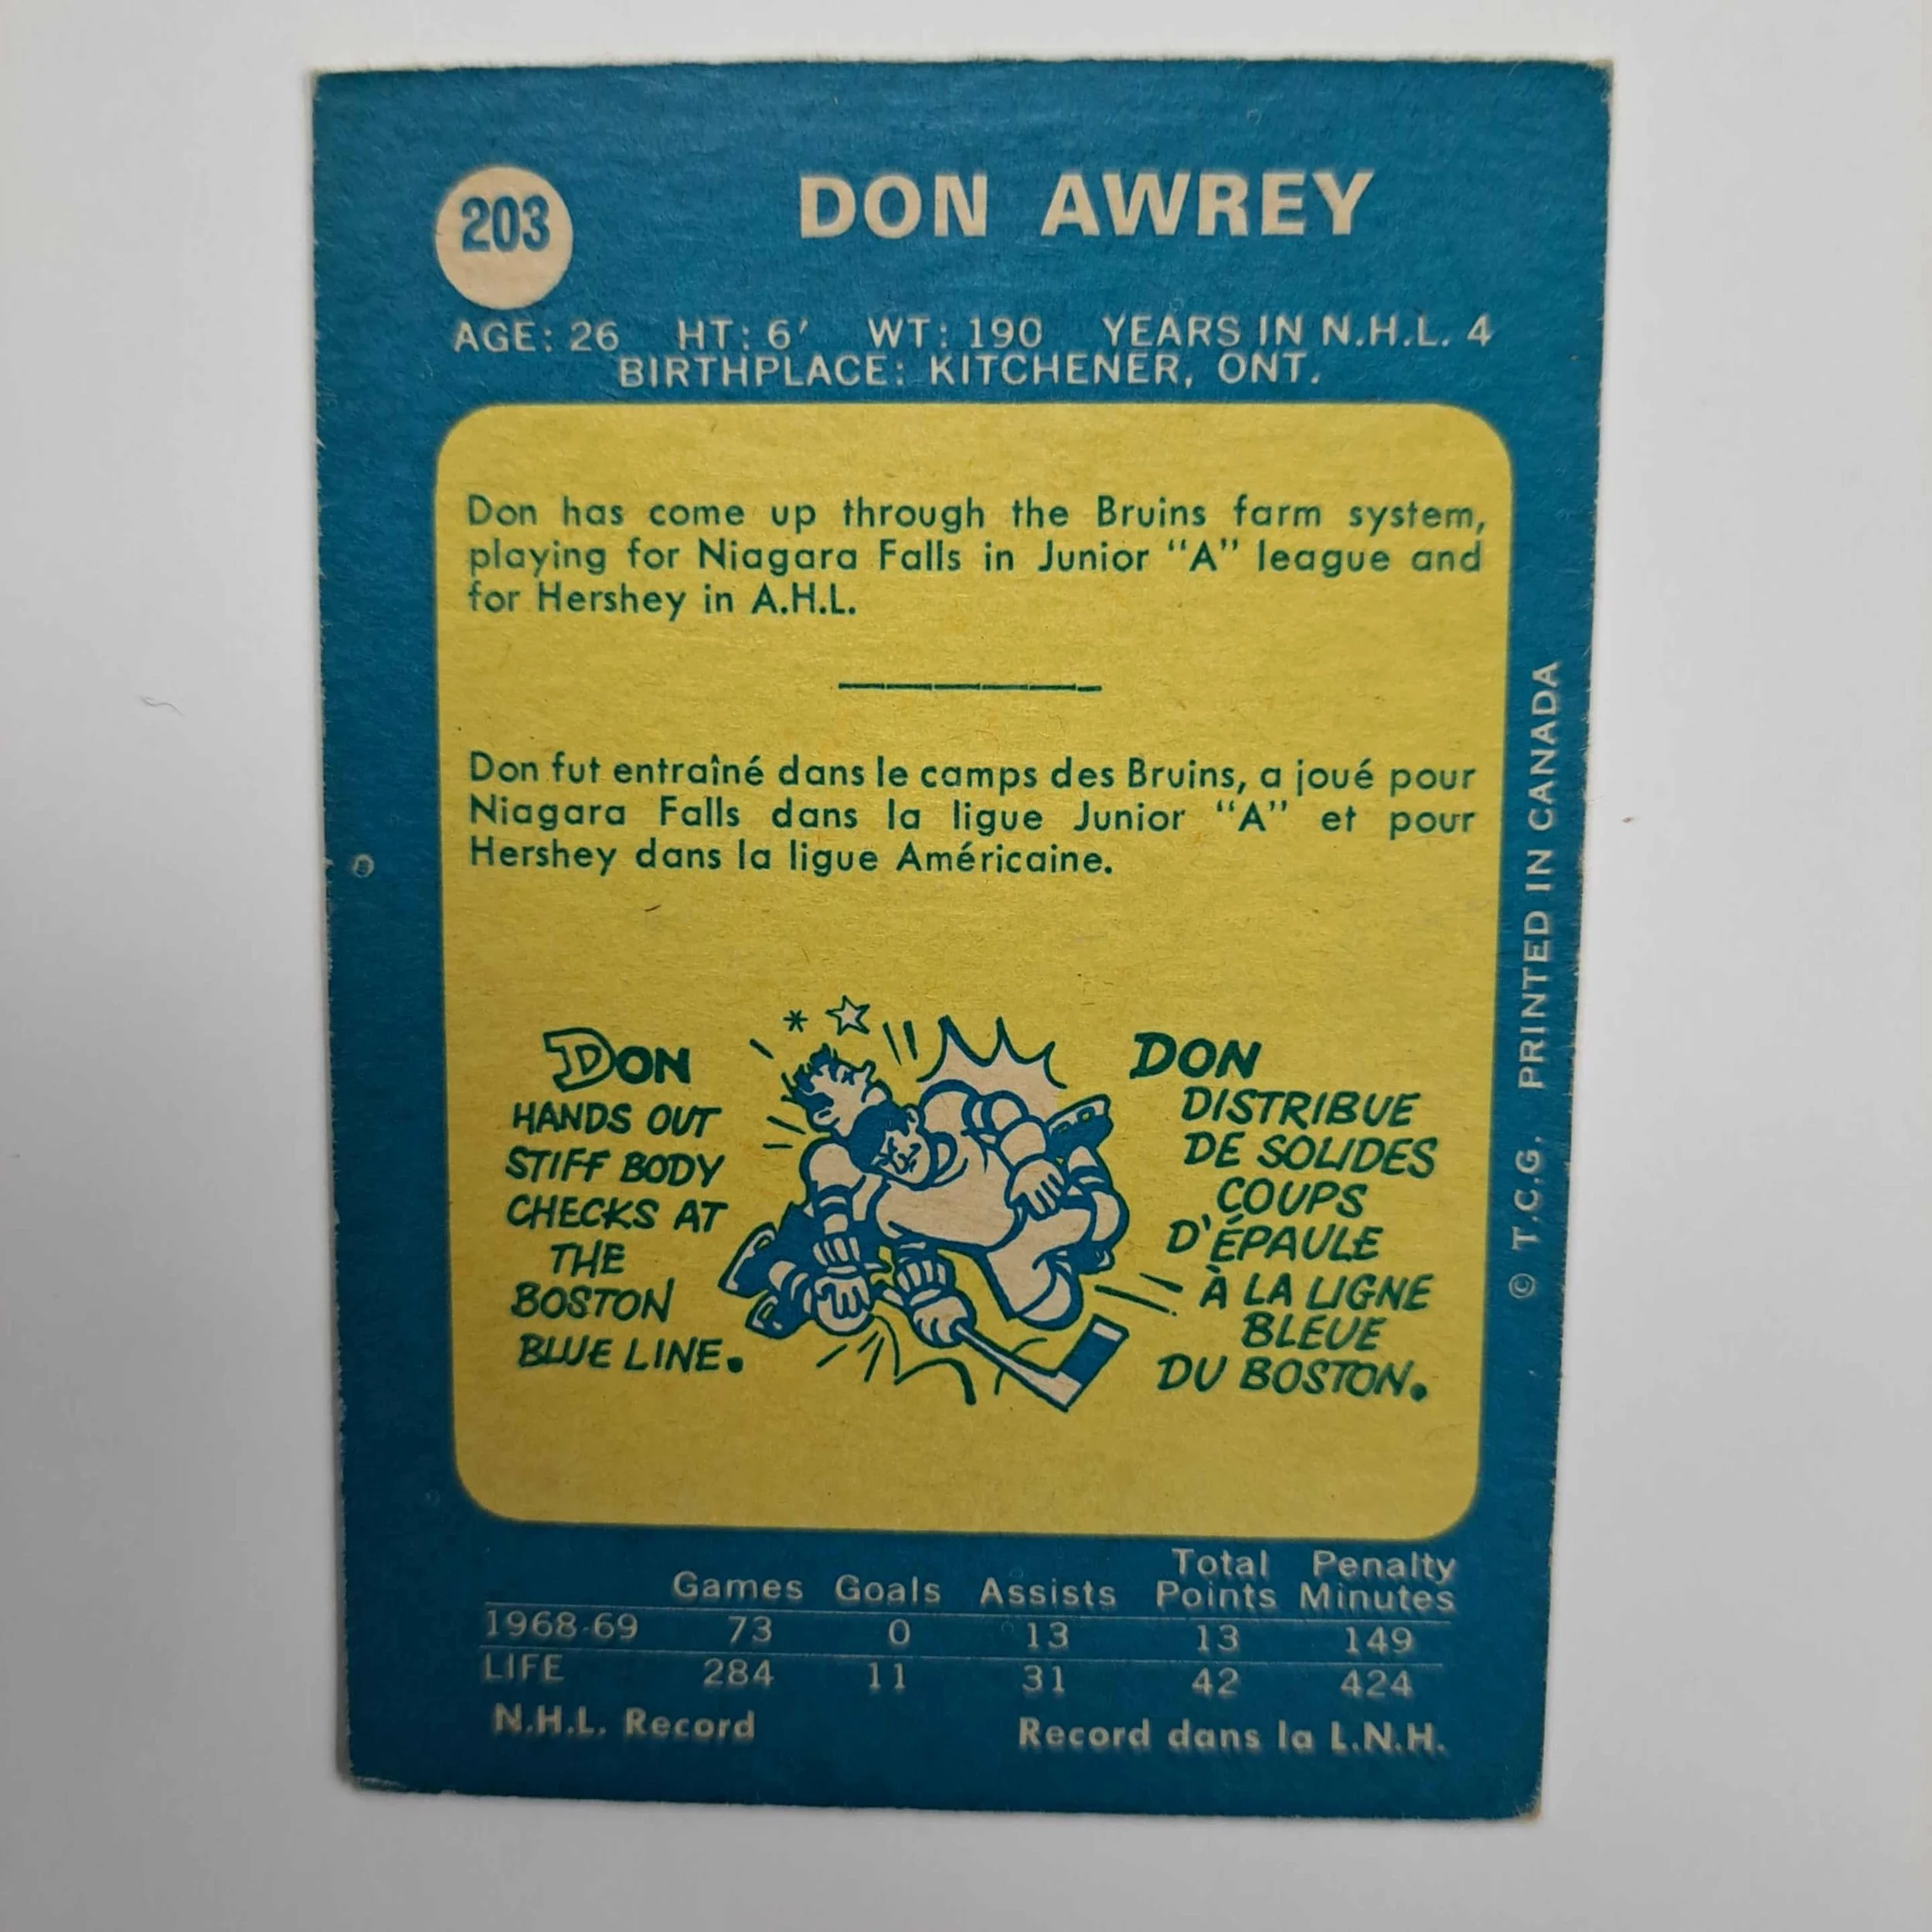 203
DON AWREY
AGE: 26 HT: 6' WT: 190 YEARS IN N.H.L. 4
BIRTHPLACE: KITCHENER, ONT.
Don has come up through the Bruins farm system,
playing for Niagara Falls in Junior "A" league and
for Hershey in A.H.L.
Don fut entraîné dans le camps des Bruins, a joué pour
Niagara Falls dans la ligue Junior "A" et pour
Hershey dans la ligue Américaine.
DON
HANDS OUT
STIFF BODY
CHECKS AT
THE
BOSTON
BLUE LINE.
DON
DISTRIBUE
DE SOLIDES
COUPS
D'ÉPAULE
À LA LIGNE
BLEUE
DU BOSTON.
© T.C.G. PRINTED IN CANADA
Games Goals Assists Total Points Penalty Minutes
1968-69 73 0 13 13 149
LIFE 284 11 31 42 424
N.H.L. Record Record dans la L.N.H.